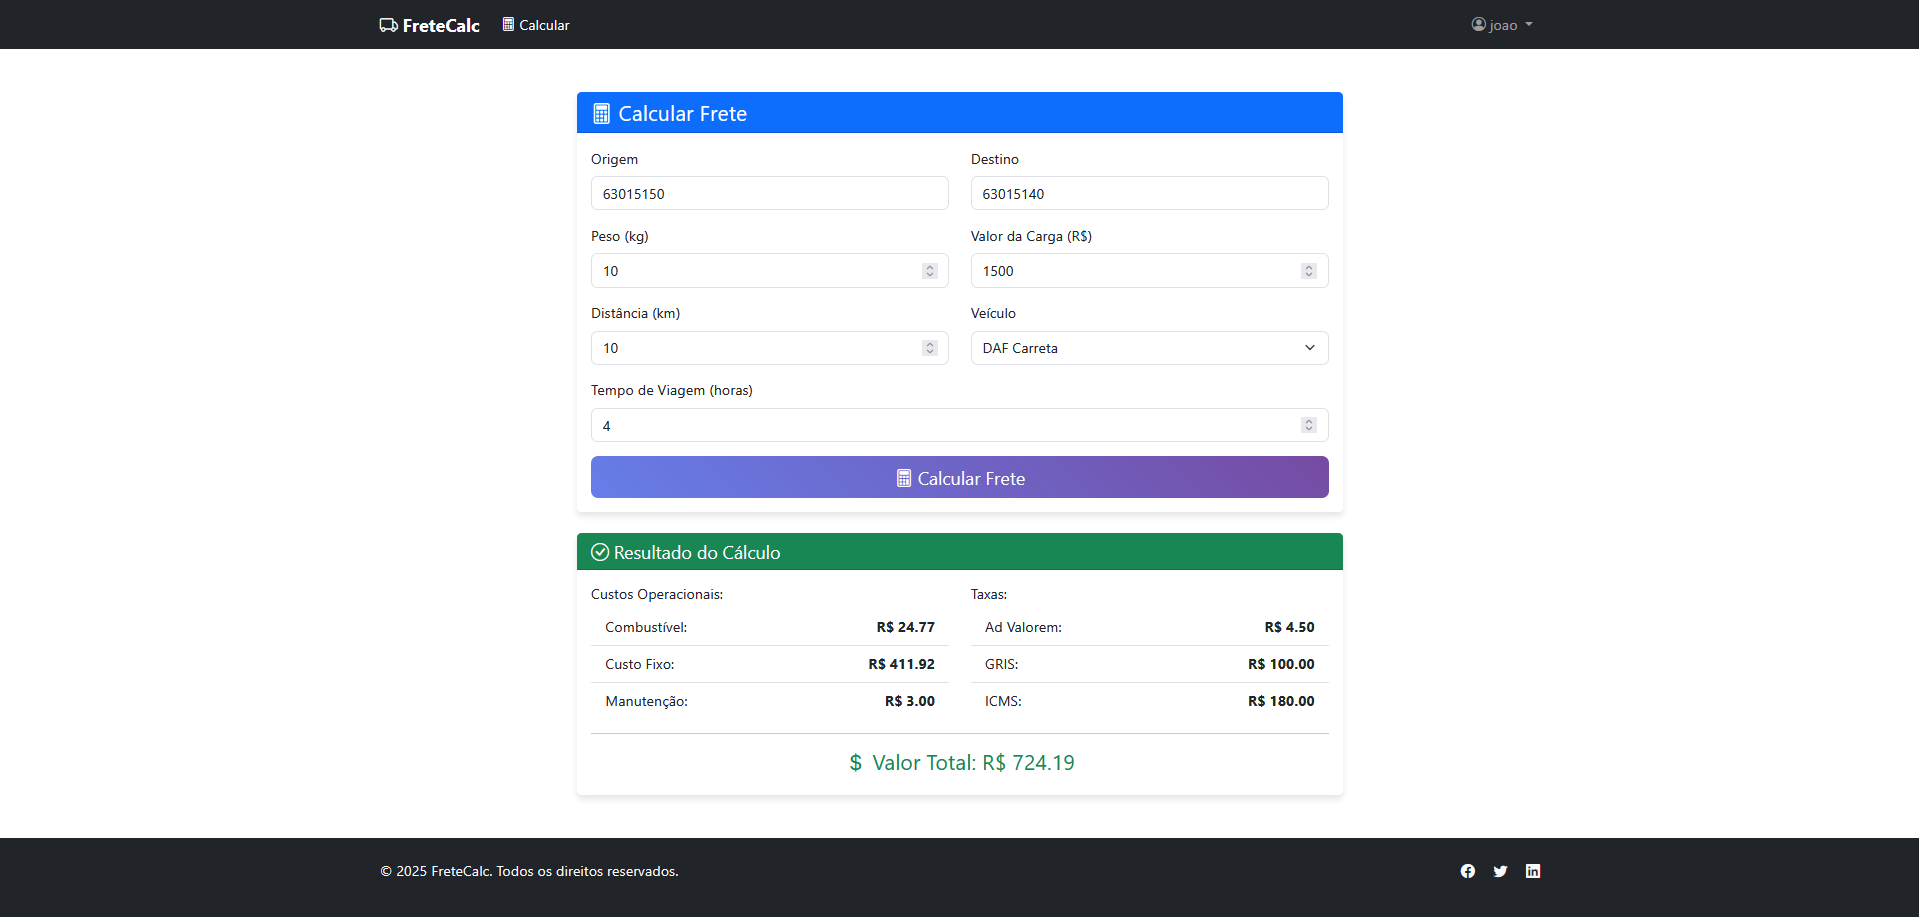 FreteCalc Calcular joao
Calcular Frete
Origem Destino
63015150 63015140
Peso (kg) Valor da Carga (R$)
10 1500
Distância (km) Veículo
10 DAF Carreta
Tempo de Viagem (horas)
4
Calcular Frete
Resultado do Cálculo
Custos Operacionais: Taxas:
Combustível: R$ 24.77 Ad Valorem: R$ 4.50
Custo Fixo: R$ 411.92 GRIS: R$ 100.00
Manutenção: R$ 3.00 ICMS: R$ 180.00
$ Valor Total: R$ 724.19
© 2025 FreteCalc. Todos os direitos reservados.